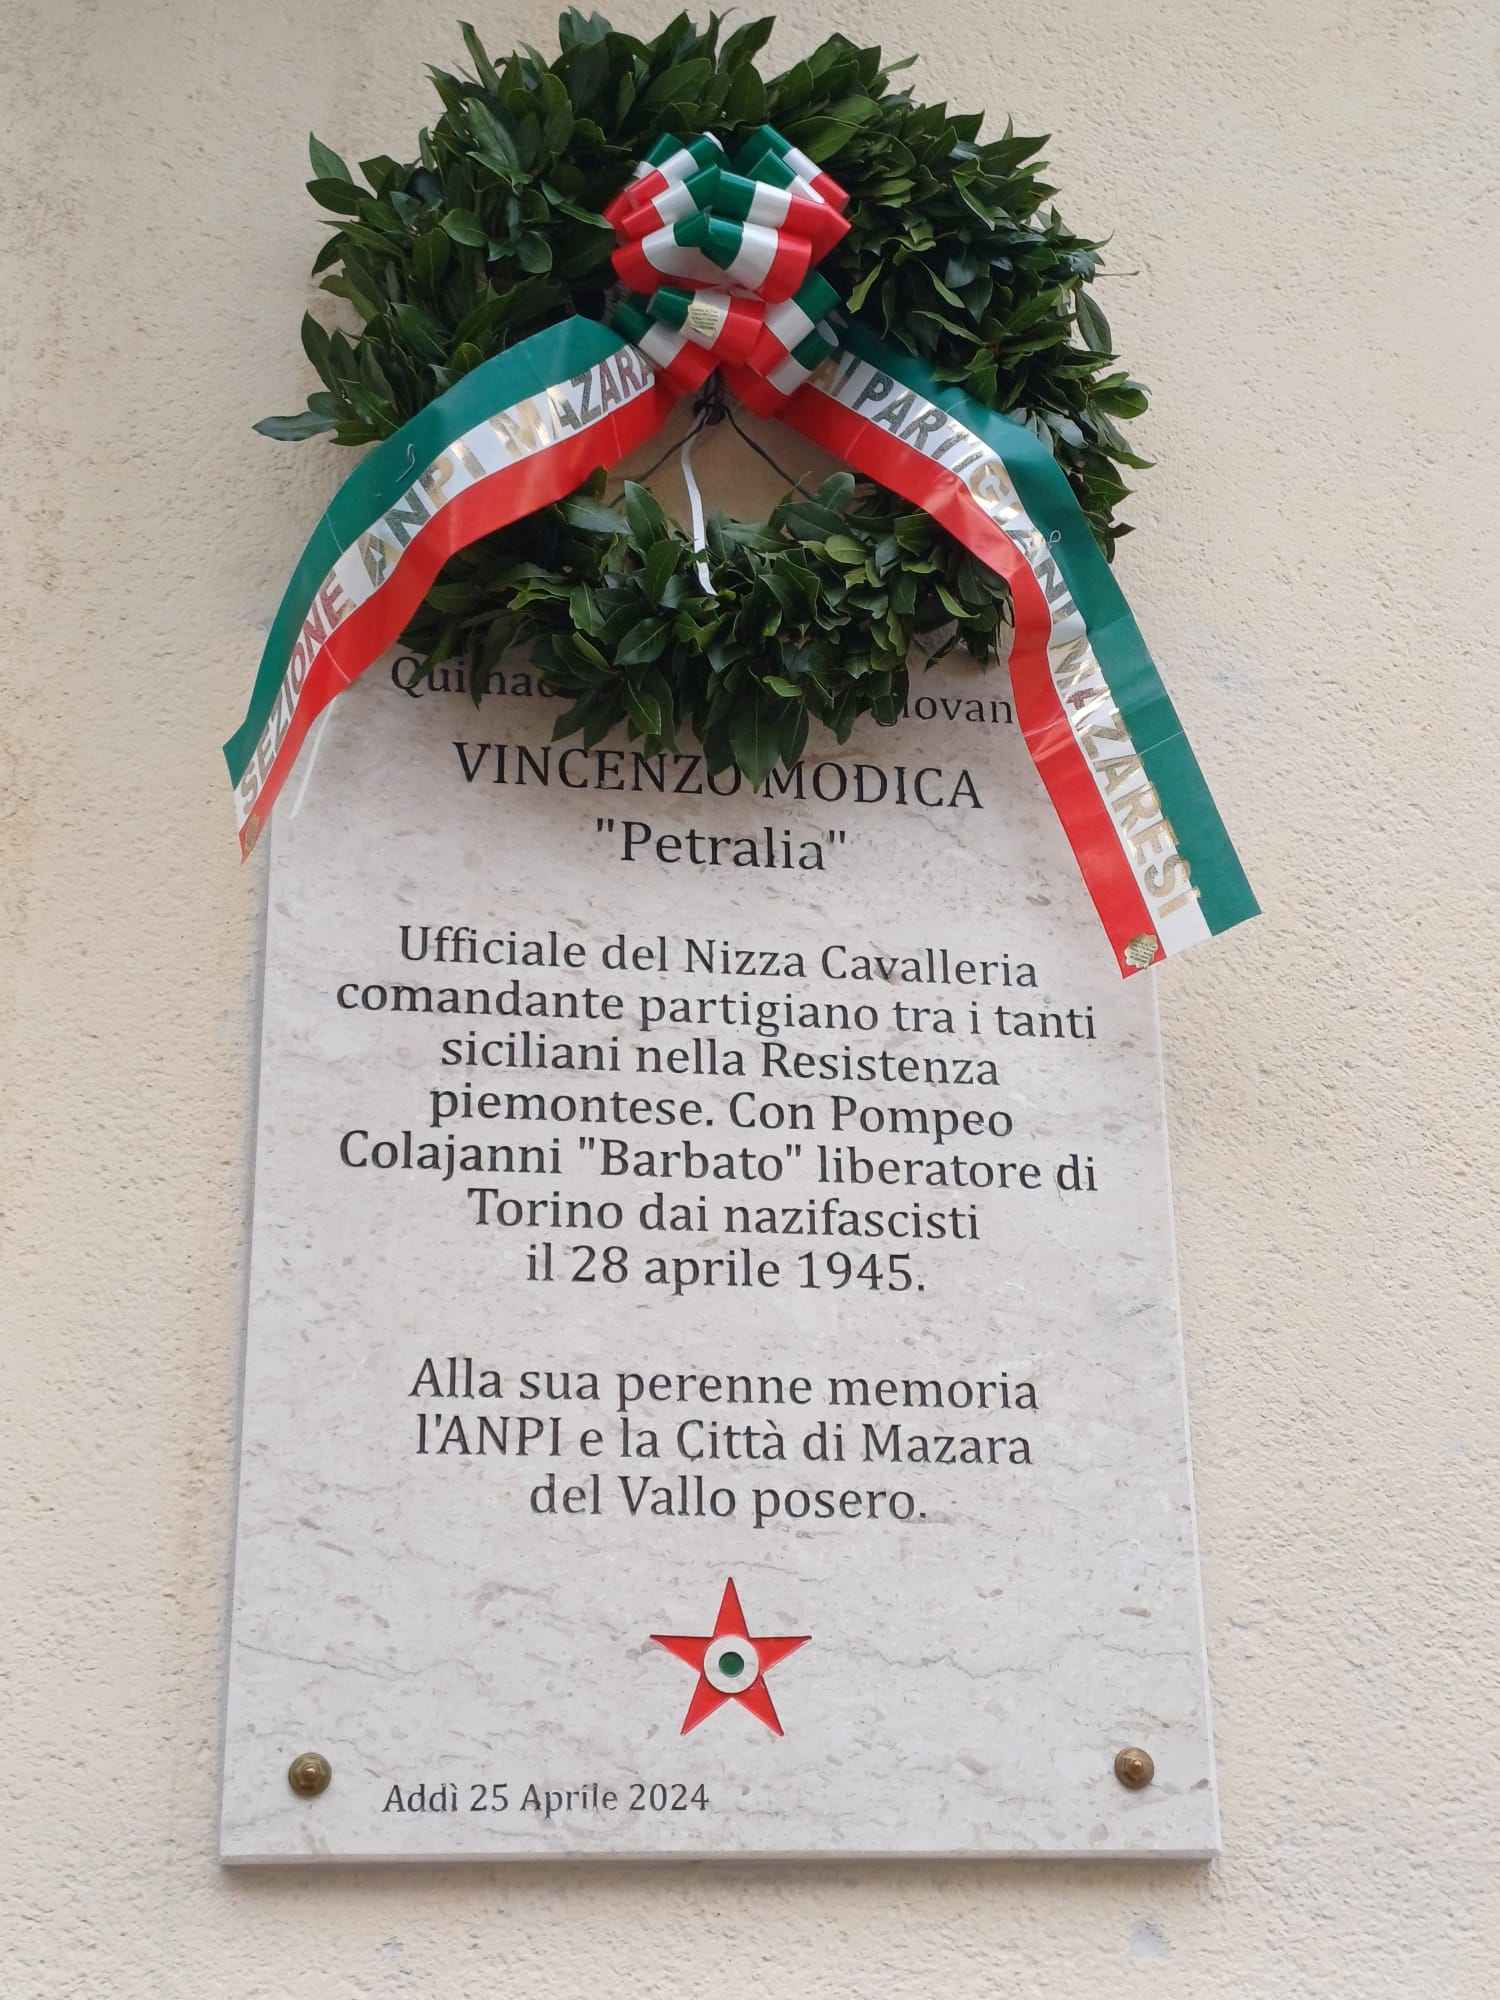 SEZIONE ANPI MAZARA
AI PARTIGIANI MAZARESI
Qui
VINCENZO MODICA
"Petralia"
Ufficiale del Nizza Cavalleria
comandante partigiano tra i tanti
siciliani nella Resistenza
piemontese. Con Pompeo
Colajanni "Barbato" liberatore di
Torino dai nazifascisti
il 28 aprile 1945.
Alla sua perenne memoria
l'ANPI e la Città di Mazara
del Vallo posero.
Addì 25 Aprile 2024